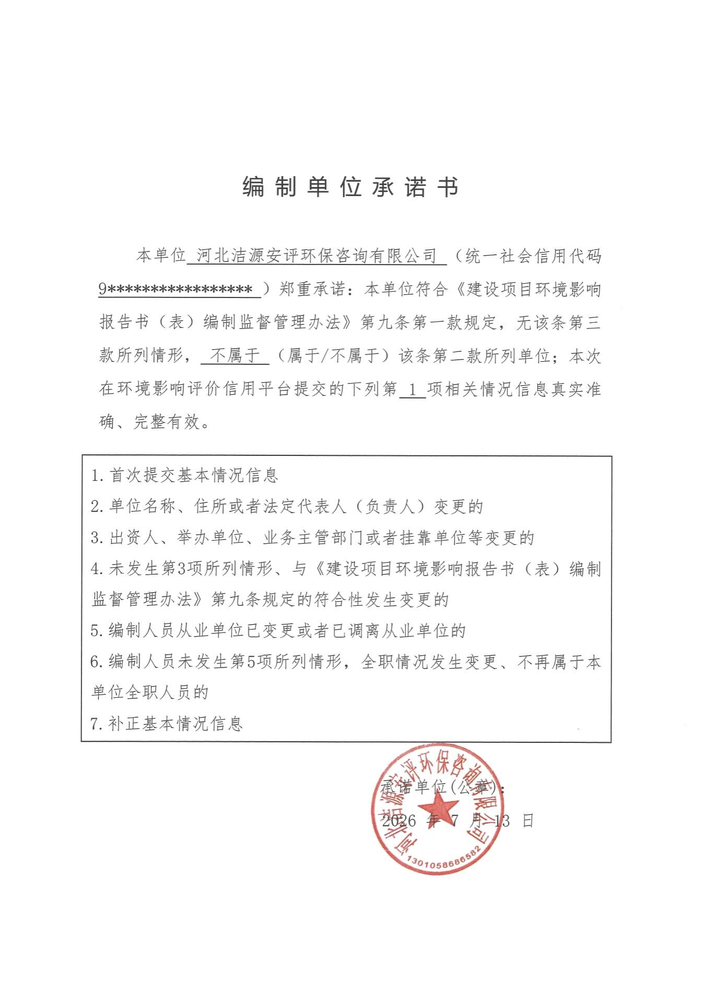 编制单位承诺书
本单位 河北洁源安评环保咨询有限公司 （统一社会信用代码
9***************** ）郑重承诺：本单位符合《建设项目环境影响
报告书（表）编制监督管理办法》第九条第一款规定，无该条第三
款所列情形， 不属于 （属于/不属于）该条第二款所列单位；本次
在环境影响评价信用平台提交的下列第 1 项相关情况信息真实准
确、完整有效。
1.首次提交基本情况信息
2.单位名称、住所或者法定代表人（负责人）变更的
3.出资人、举办单位、业务主管部门或者挂靠单位等变更的
4.未发生第3项所列情形、与《建设项目环境影响报告书（表）编制
监督管理办法》第九条规定的符合性发生变更的
5.编制人员从业单位已变更或者已调离从业单位的
6.编制人员未发生第5项所列情形，全职情况发生变更、不再属于本
单位全职人员的
7.补正基本情况信息
承诺单位(公章):
2026 年 7 月 13 日
河北洁源安评环保咨询有限公司
1301058686582